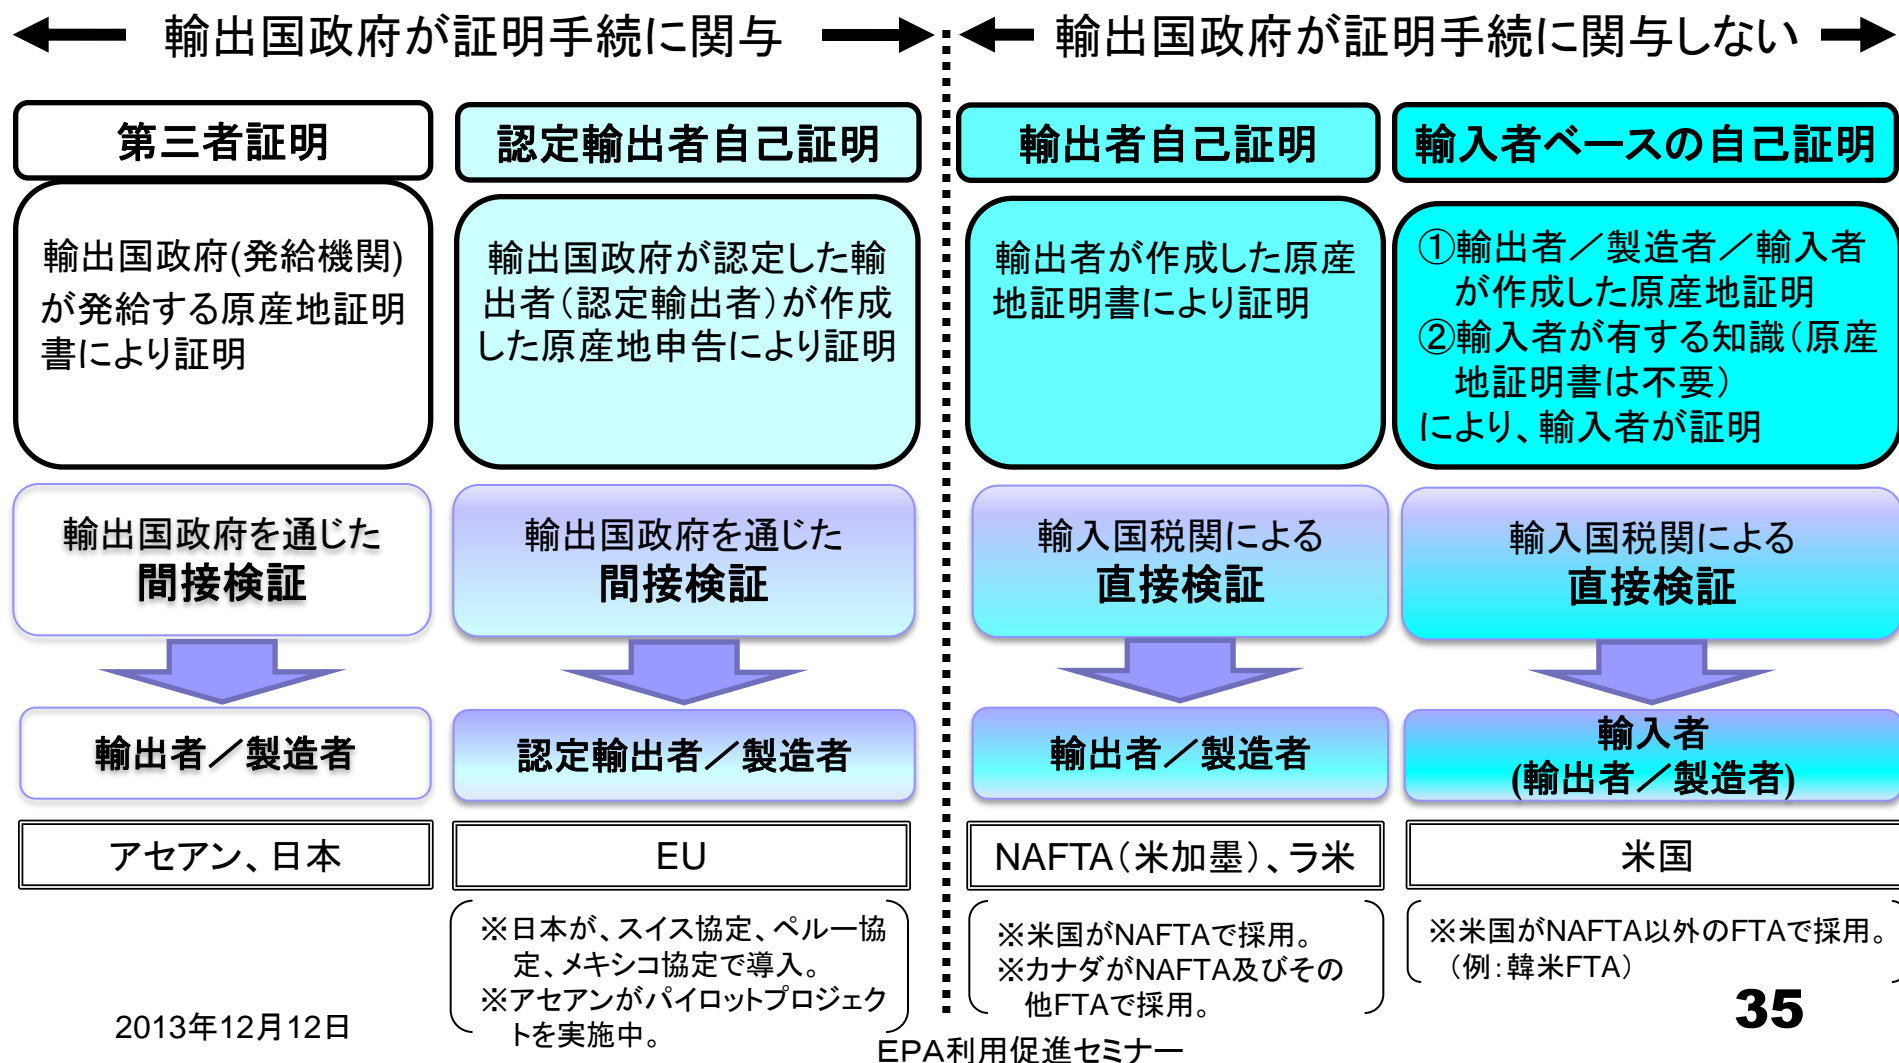 輸出国政府が証明手続に関与
輸出国政府が証明手続に関与しない
第三者証明
輸出国政府(発給機関)
が発給する原産地証明
書により証明
輸出国政府を通じた
間接検証
輸出者／製造者
アセアン、日本
認定輸出者自己証明
輸出国政府が認定した輸
出者（認定輸出者）が作成
した原産地申告により証明
輸出国政府を通じた
間接検証
認定輸出者／製造者
EU
※日本が、スイス協定、ペルー協
定、メキシコ協定で導入。
※アセアンがパイロットプロジェク
トを実施中。
輸出者自己証明
輸出者が作成した原産
地証明書により証明
輸入国税関による
直接検証
輸出者／製造者
NAFTA（米加墨）、ラ米
※米国がNAFTAで採用。
※カナダがNAFTA及びその
他FTAで採用。
輸入者ベースの自己証明
①輸出者／製造者／輸入者
が作成した原産地証明
②輸入者が有する知識（原産
地証明書は不要）
により、輸入者が証明
輸入国税関による
直接検証
輸入者
(輸出者／製造者)
米国
※米国がNAFTA以外のFTAで採用。
（例：韓米FTA）
2013年12月12日
EPA利用促進セミナー
35